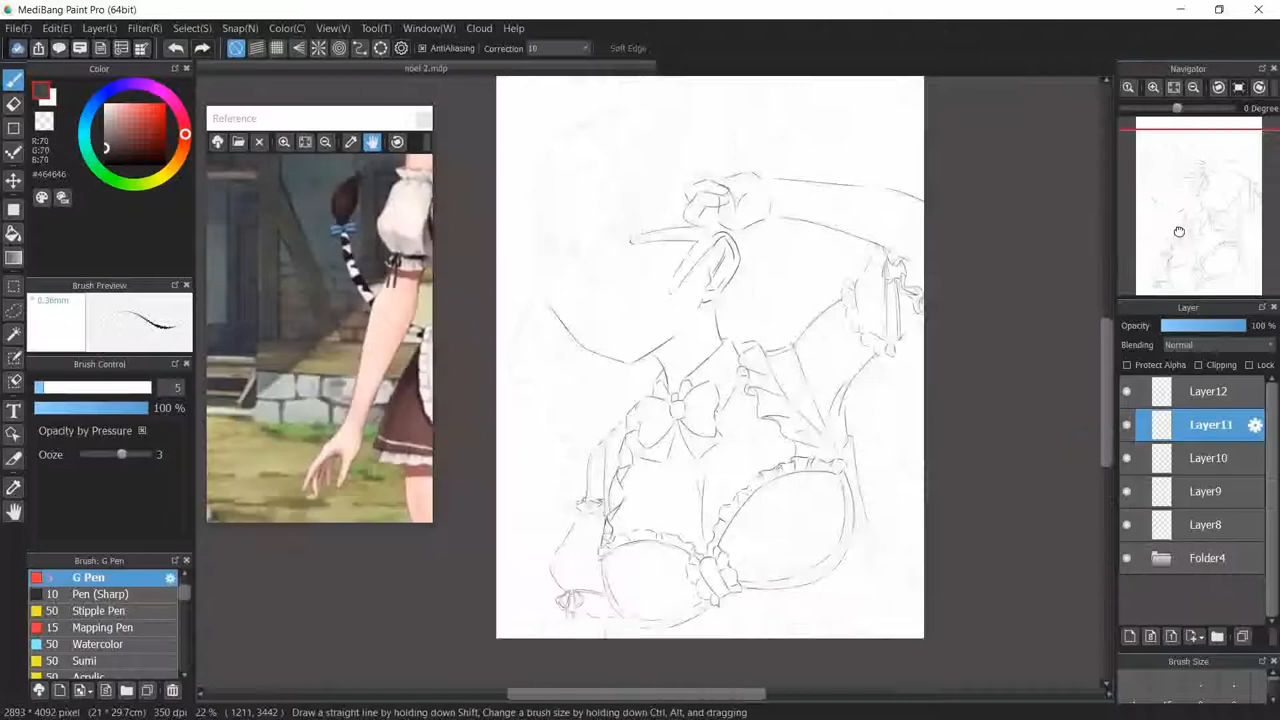 MediBang Paint Pro (64bit)
File(F) Edit(E) Layer(L) Filter(R) Select(S) Snap(N) Color(C) View(V) Tool(T) Window(W) Cloud Help
AntiAliasing Correction 10 Soft Edge
noel 2.mdp
Color
R:70
G:70
B:70
#464646
Brush Preview
0.36mm
Brush Control
5
100 %
Opacity by Pressure
Ooze 3
Brush: G Pen
G Pen
10 Pen (Sharp)
50 Stipple Pen
15 Mapping Pen
50 Watercolor
50 Sumi
50 Acrylic
Reference
Navigator
0 Degree
Layer
Opacity 100 %
Blending Normal
Protect Alpha Clipping Lock
Layer12
Layer11
Layer10
Layer9
Layer8
Folder4
Brush Size
2893 * 4092 pixel (21 * 29.7cm) 350 dpi 22 % ( 1211, 3442 ) Draw a straight line by holding down Shift, Change a brush size by holding down Ctrl, Alt, and dragging